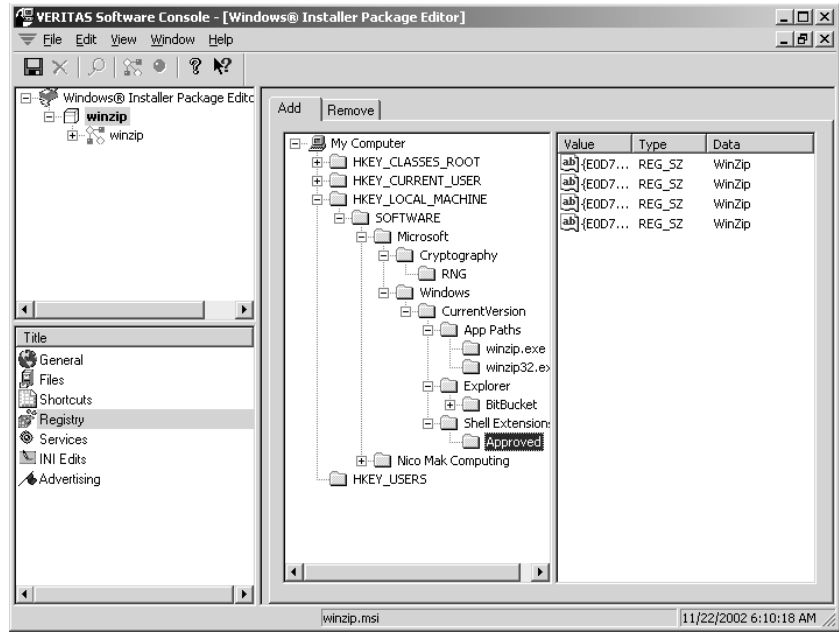 VERITAS Software Console - [Windows® Installer Package Editor]
File Edit View Window Help
Windows® Installer Package Editc
winzip
winzip
Title
General
Files
Shortcuts
Registry
Services
INI Edits
Advertising
Add Remove
My Computer
HKEY_CLASSES_ROOT
HKEY_CURRENT_USER
HKEY_LOCAL_MACHINE
SOFTWARE
Microsoft
Cryptography
RNG
Windows
CurrentVersion
App Paths
winzip.exe
winzip32.ex
Explorer
BitBucket
Shell Extension:
Approved
Nico Mak Computing
HKEY_USERS
Value Type Data
ab {E0D7... REG_SZ WinZip
ab {E0D7... REG_SZ WinZip
ab {E0D7... REG_SZ WinZip
ab {E0D7... REG_SZ WinZip
winzip.msi 11/22/2002 6:10:18 AM